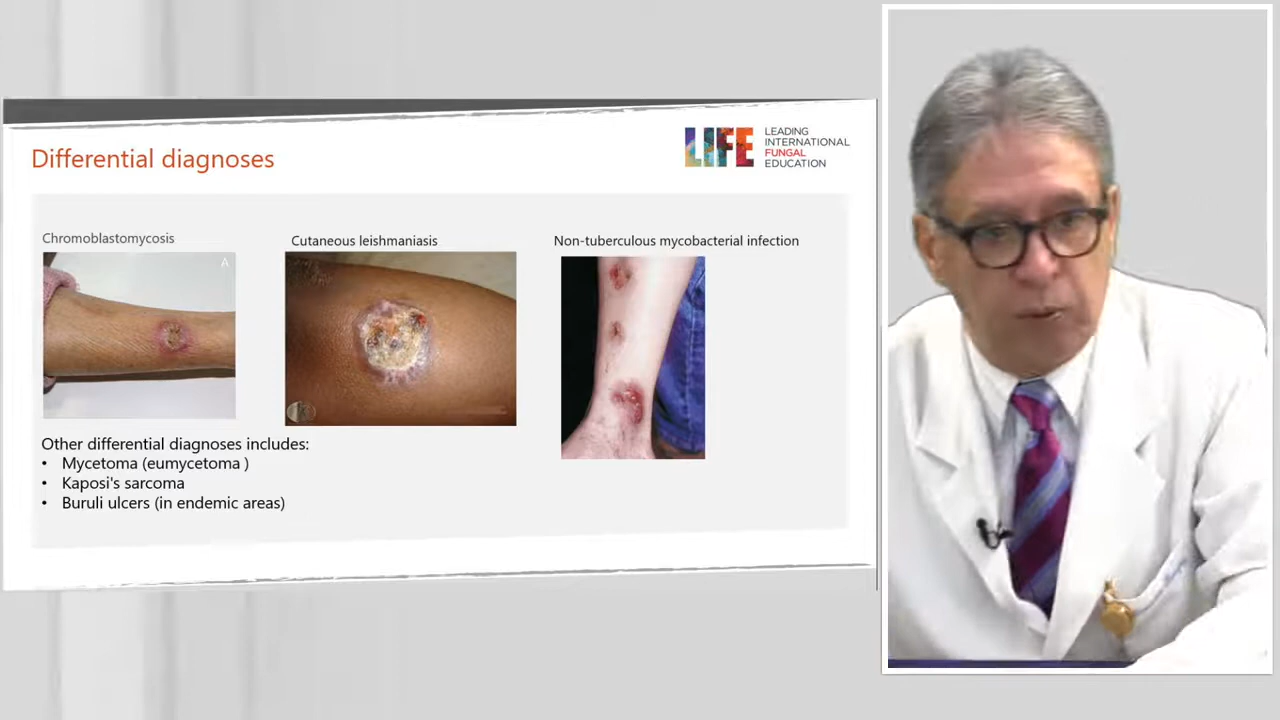 Differential diagnoses
LIFE
LEADING
INTERNATIONAL
FUNGAL
EDUCATION
Chromoblastomycosis
Cutaneous leishmaniasis
Non-tuberculous mycobacterial infection
A
Other differential diagnoses includes:
• Mycetoma (eumycetoma )
• Kaposi's sarcoma
• Buruli ulcers (in endemic areas)